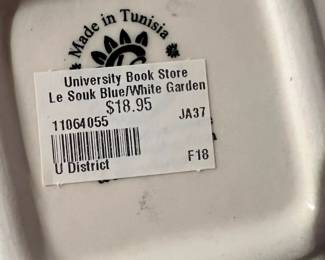 Made in Tunisia
University Book Store
Le Souk Blue/White Garden
$18.95
11064055 JA37
U District F18